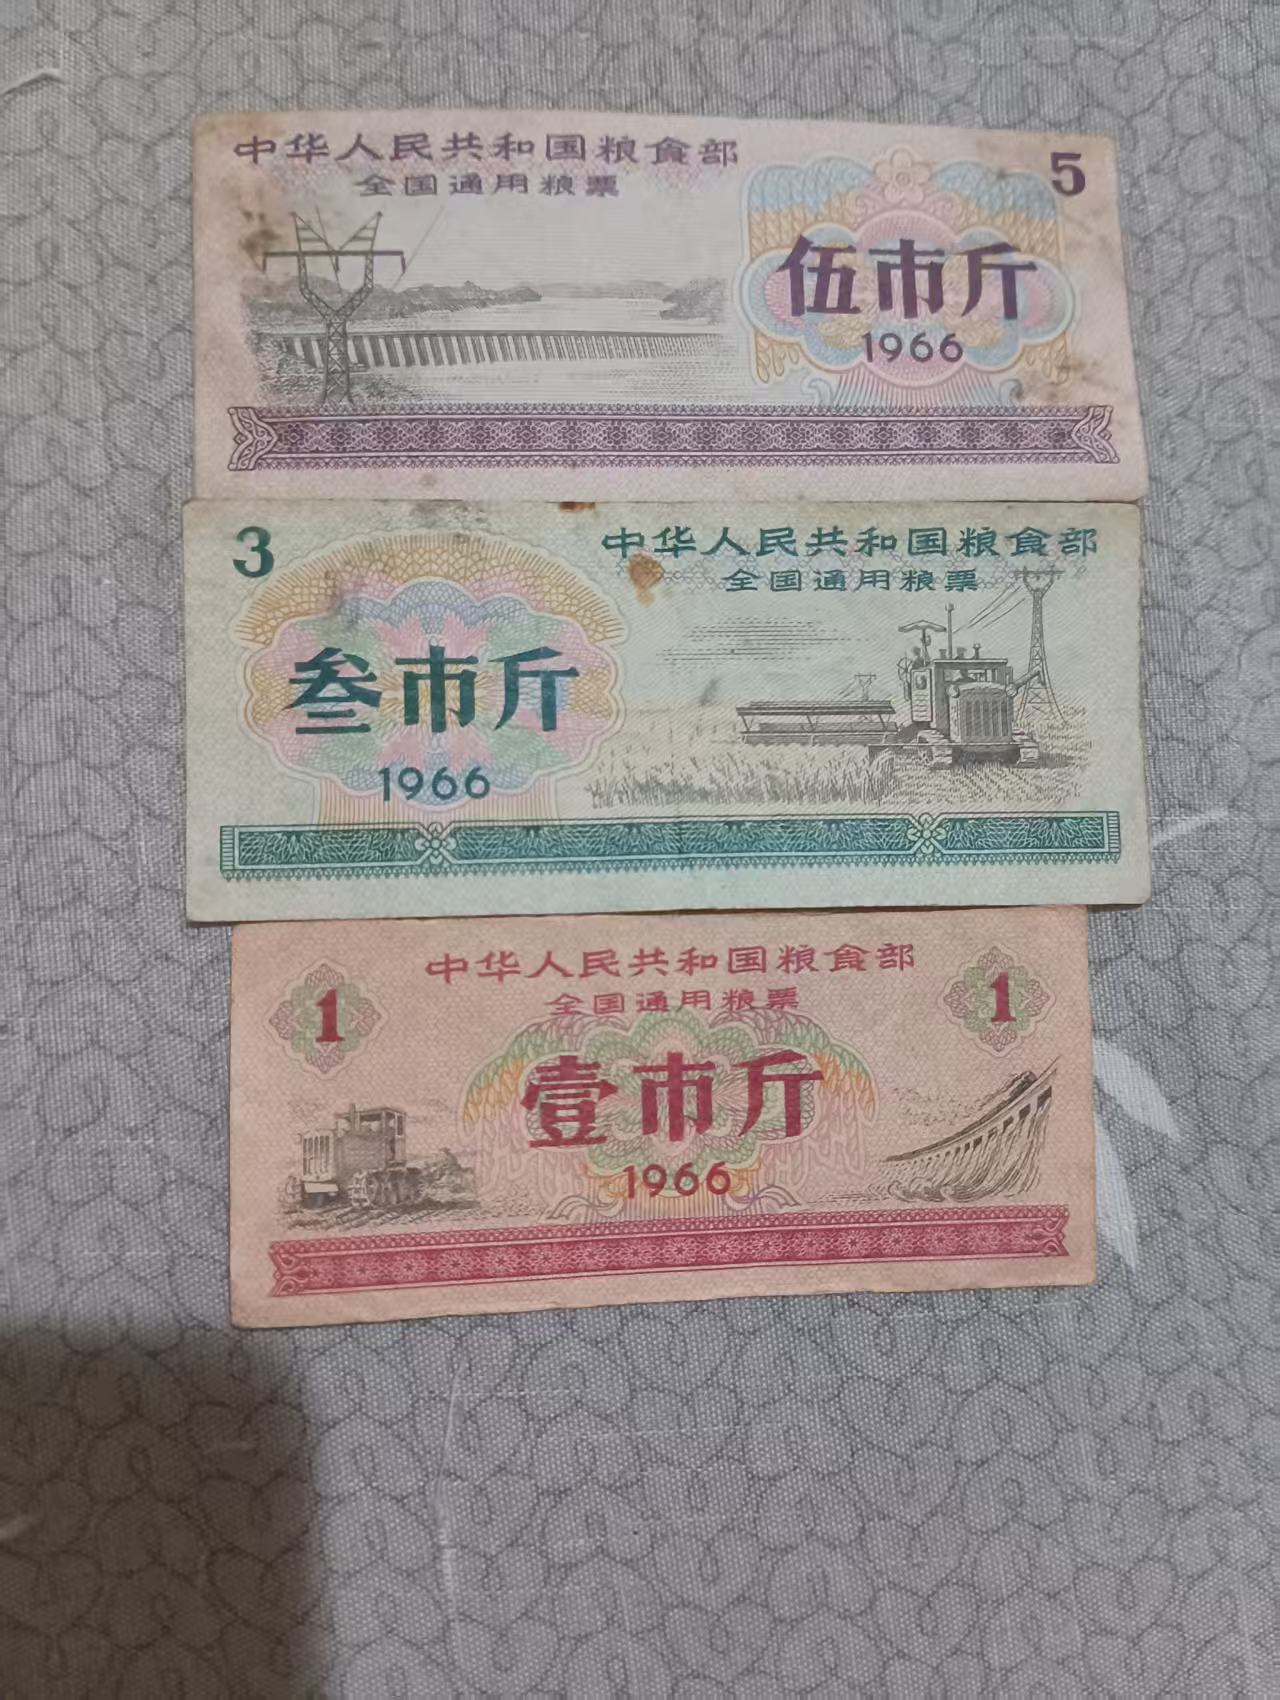 中华人民共和国粮食部
全国通用粮票
5
伍市斤
1966
3
中华人民共和国粮食部
全国通用粮票
叁市斤
1966
中华人民共和国粮食部
全国通用粮票
1
1
壹市斤
1966